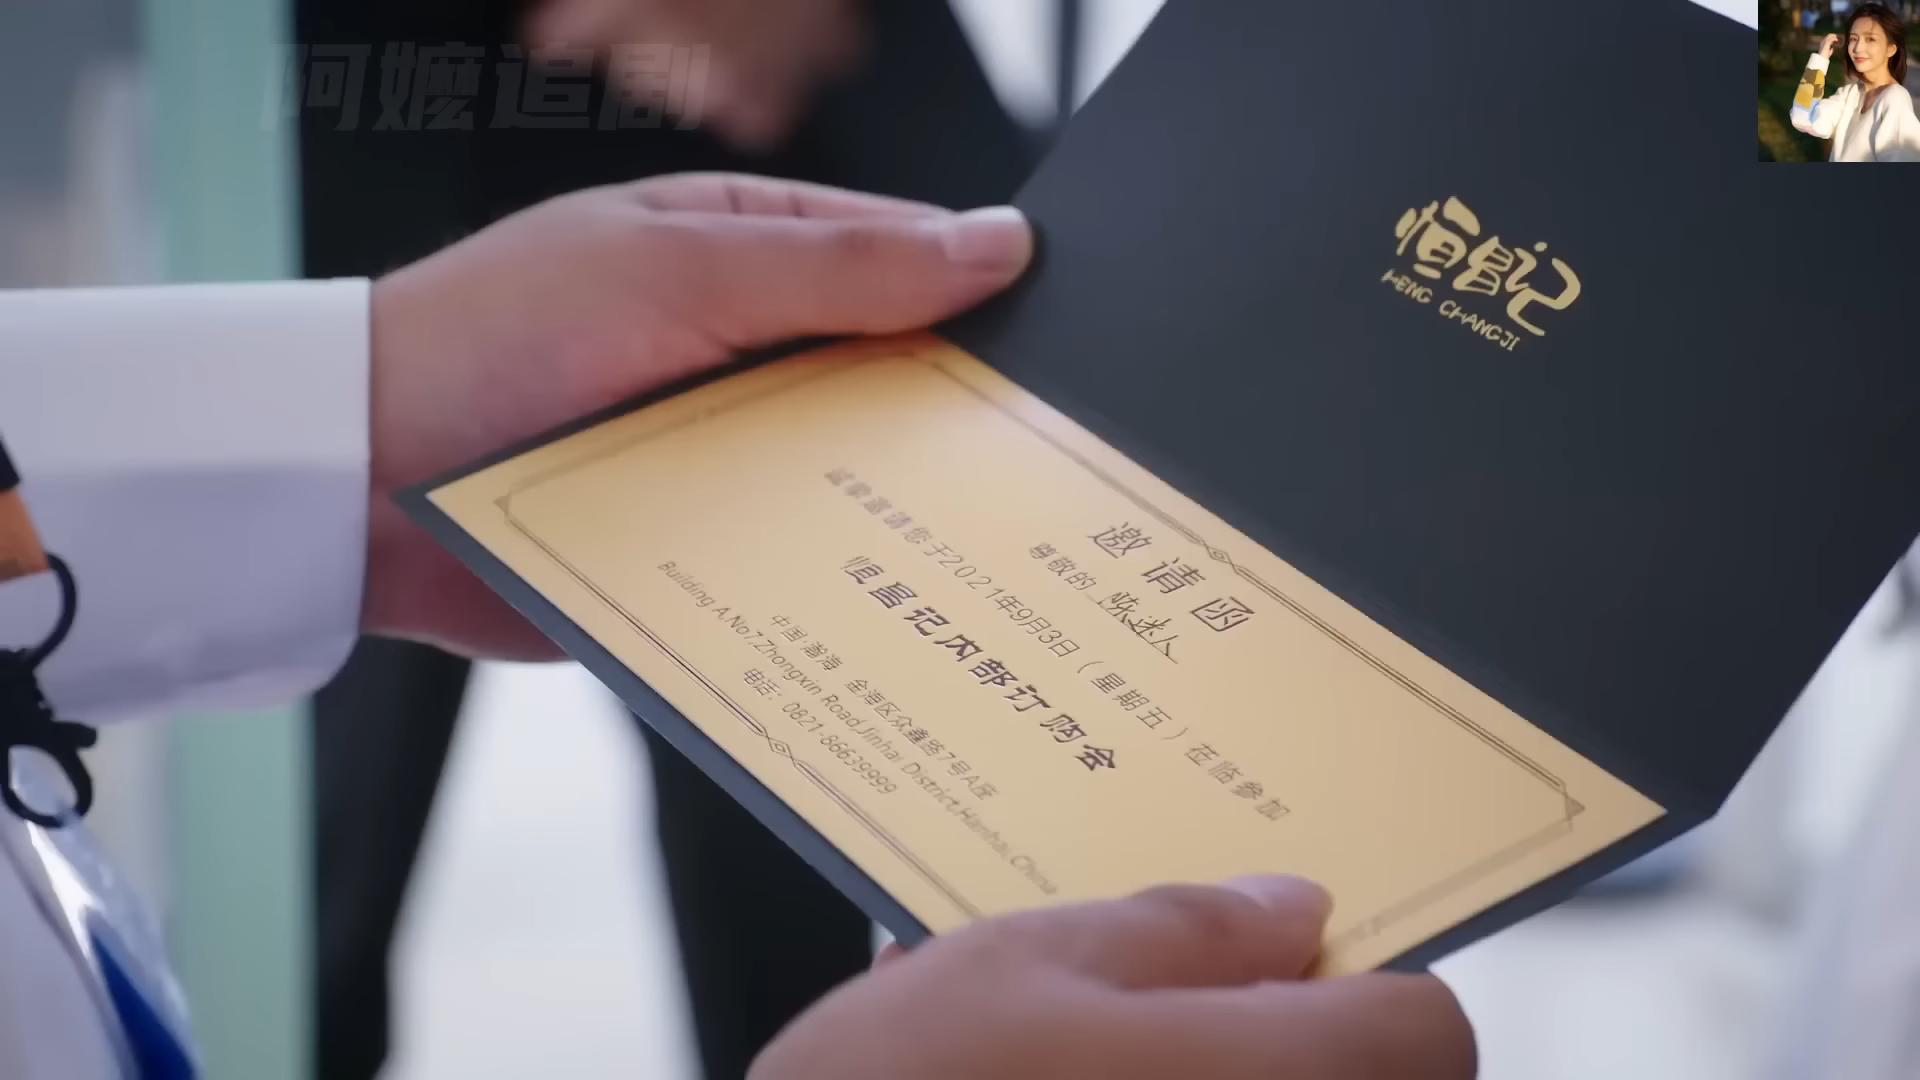 阿嬷追剧
恒昌记
HENG CHANGJI
邀请函
尊敬的 陈迷人
诚挚邀请您于2021年9月3日（星期五）莅临参加
恒昌记内部订购会
中国·瀚海 金海区众鑫路7号A座
Building A,No7,Zhongxin Road,Jinhai District,Hanhai,China
电话：0821-86639999